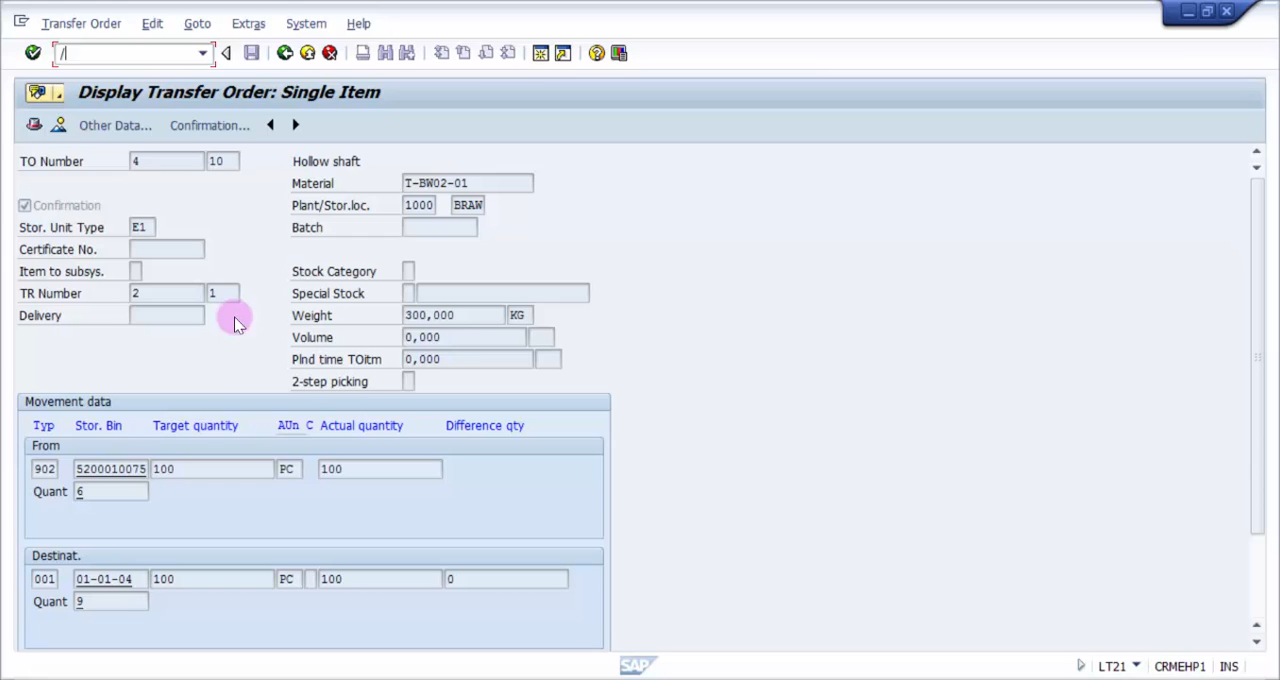 Transfer Order Edit Goto Extras System Help
/
Display Transfer Order: Single Item
Other Data... Confirmation...
TO Number 4 10 Hollow shaft
Material T-BW02-01
Confirmation Plant/Stor.loc. 1000 BRAW
Stor. Unit Type E1 Batch
Certificate No.
Item to subsys. Stock Category
TR Number 2 1 Special Stock
Delivery Weight 300,000 KG
Volume 0,000
Plnd time TOitm 0,000
2-step picking
Movement data
Typ Stor. Bin Target quantity AUn C Actual quantity Difference qty
From
902 5200010075 100 PC 100
Quant 6
Destinat.
001 01-01-04 100 PC 100 0
Quant 9
SAP LT21 CRMEHP1 INS